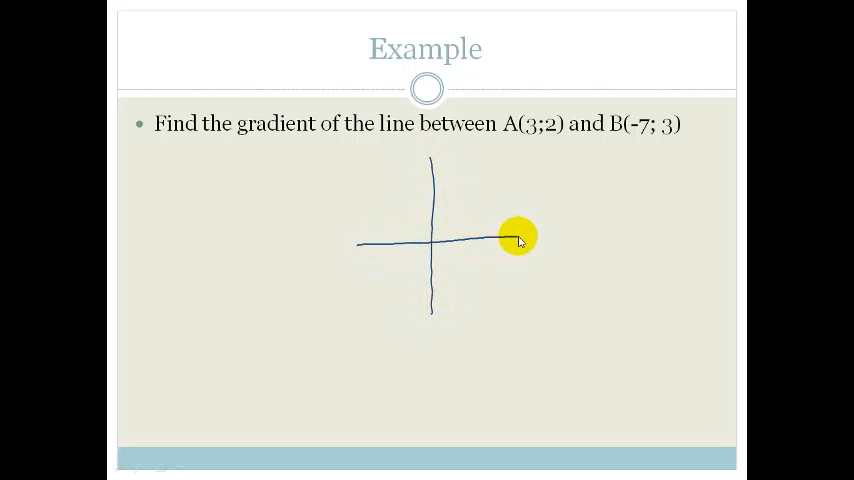 Example
Find the gradient of the line between A(3;2) and B(-7; 3)